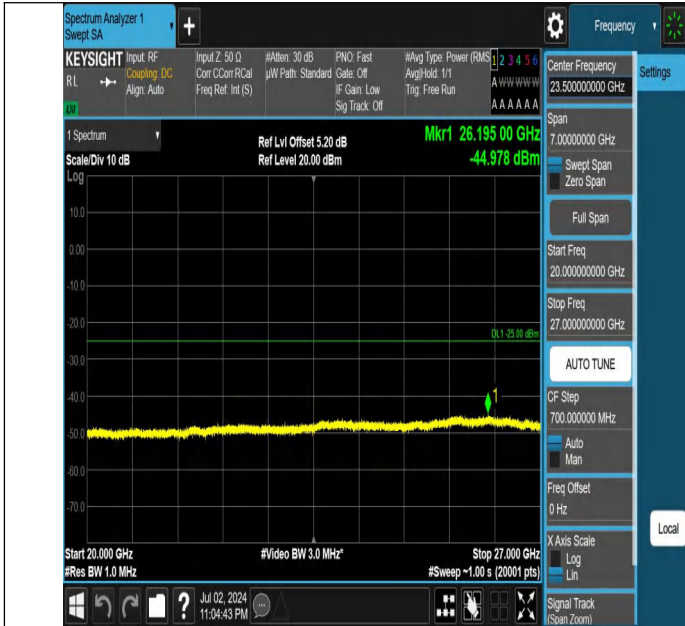 Spectrum Analyzer 1
Swept SA
+
Frequency
KEYSIGHT
RL
Input: RF
Coupling: DC
Align: Auto
Input Z: 50 Ω
Corr CCorr RCal
Freq Ref: Int (S)
#Atten: 30 dB
µW Path: Standard
PNO: Fast
Gate: Off
IF Gain: Low
Sig Track: Off
#Avg Type: Power (RMS
Avg|Hold: 1/1
Trig: Free Run
1 2 3 4 5 6
A W W W W W
A A A A A A
1 Spectrum
Scale/Div 10 dB
Log
Ref Lvl Offset 5.20 dB
Ref Level 20.00 dBm
Mkr1 26.195 00 GHz
-44.978 dBm
10.0
0.00
-10.0
-20.0
-30.0
-40.0
-50.0
-60.0
-70.0
DL1 -25.00 dBm
1
Start 20.000 GHz
#Res BW 1.0 MHz
#Video BW 3.0 MHz*
Stop 27.000 GHz
#Sweep ~1.00 s (20001 pts)
Jul 02, 2024
11:04:43 PM
?
Center Frequency
23.500000000 GHz
Settings
Span
7.00000000 GHz
Swept Span
Zero Span
Full Span
Start Freq
20.000000000 GHz
Stop Freq
27.000000000 GHz
AUTO TUNE
CF Step
700.000000 MHz
Auto
Man
Freq Offset
0 Hz
X Axis Scale
Log
Lin
Local
Signal Track
(Span Zoom)